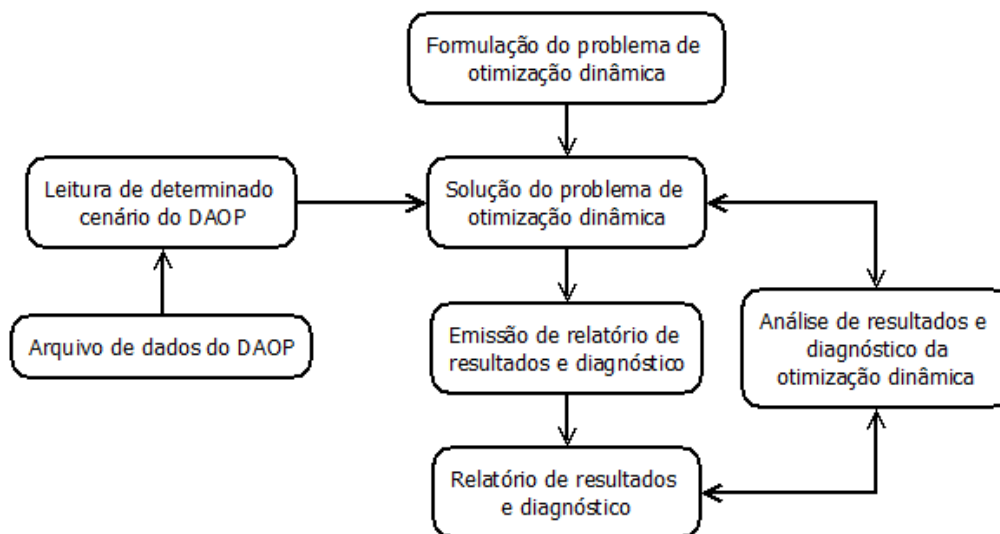 Formulação do problema de
otimização dinâmica
Leitura de determinado
cenário do DAOP
Solução do problema de
otimização dinâmica
Arquivo de dados do DAOP
Emissão de relatório de
resultados e diagnóstico
Análise de resultados e
diagnóstico da
otimização dinâmica
Relatório de resultados
e diagnóstico